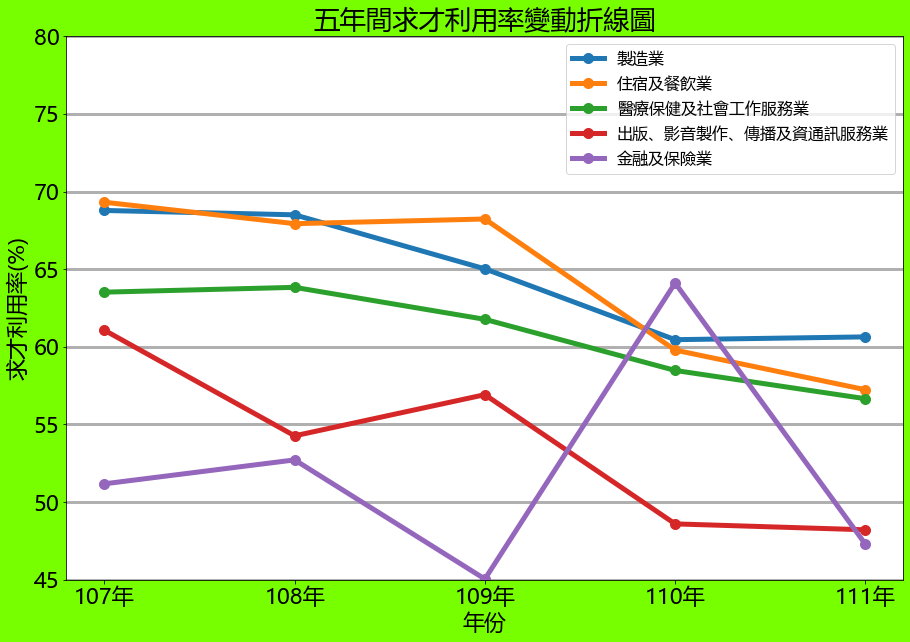 五年間求才利用率變動折線圖
80
75
70
65
60
55
50
45
求才利用率(%)
製造業
住宿及餐飲業
醫療保健及社會工作服務業
出版、影音製作、傳播及資通訊服務業
金融及保險業
107年
108年
109年
110年
111年
年份